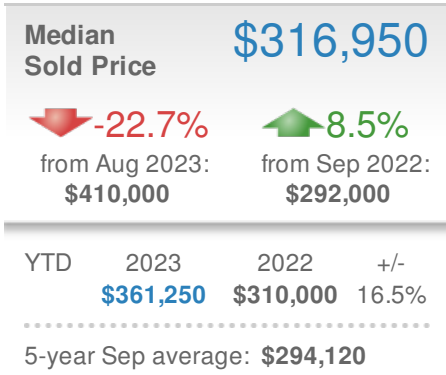 Median
Sold Price
$316,950
-22.7%
from Aug 2023:
$410,000
8.5%
from Sep 2022:
$292,000
YTD 2023 2022 +/-
$361,250 $310,000 16.5%
5-year Sep average: $294,120